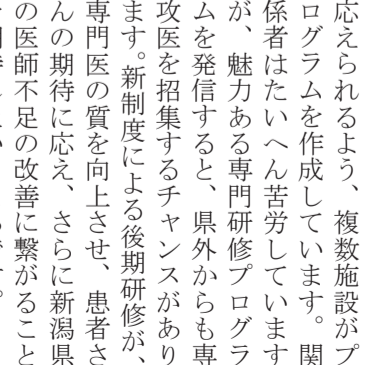 応えられるよう、複数施設がプ
ログラムを作成しています。関
係者はたいへん苦労しています
が、魅力ある専門研修プログラ
ムを発信すると、県外からも専
攻医を招集するチャンスがあり
ます。新制度による後期研修が、
専門医の質を向上させ、患者さ
んの期待に応え、さらに新潟県
の医師不足の改善に繋がること